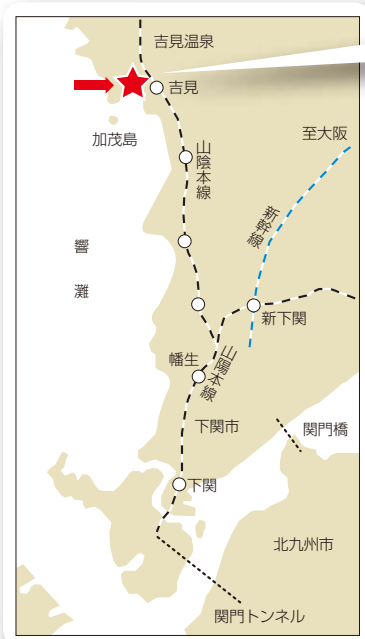 吉見温泉
吉見
加茂島
至大阪
山陰本線
新幹線
響灘
新下関
幡生
山陽本線
下関市
関門橋
下関
北九州市
関門トンネル